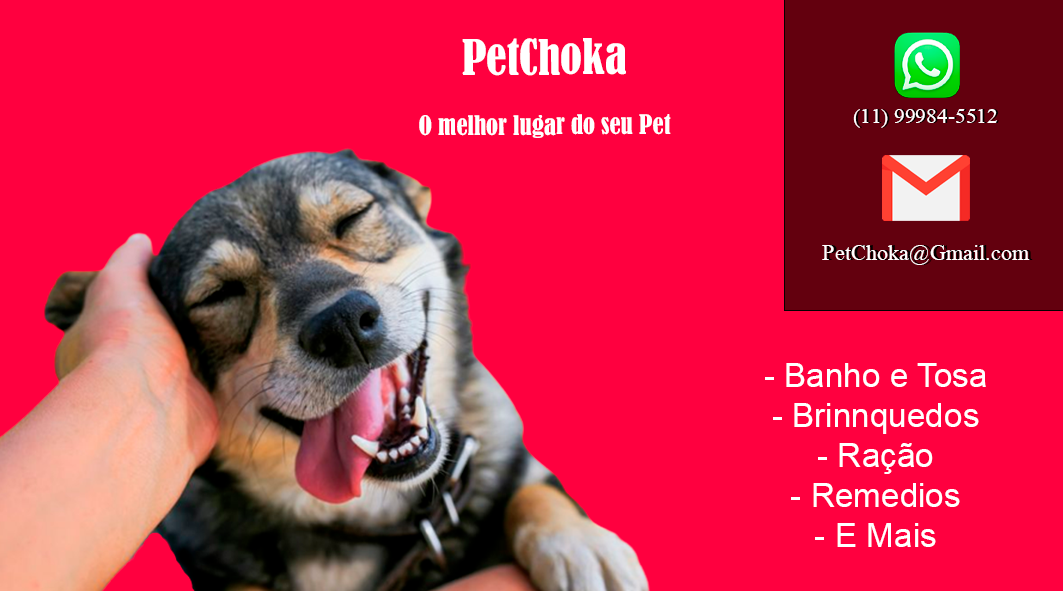 PetChoka
O melhor lugar do seu Pet
(11) 99984-5512
PetChoka@Gmail.com
- Banho e Tosa
- Brinnquedos
- Ração
- Remedios
- E Mais